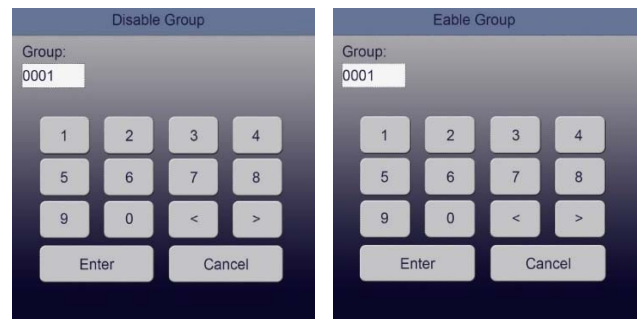 Disable Group
Group:
0001
1 2 3 4
5 6 7 8
9 0 < >
Enter Cancel
Eable Group
Group:
0001
1 2 3 4
5 6 7 8
9 0 < >
Enter Cancel